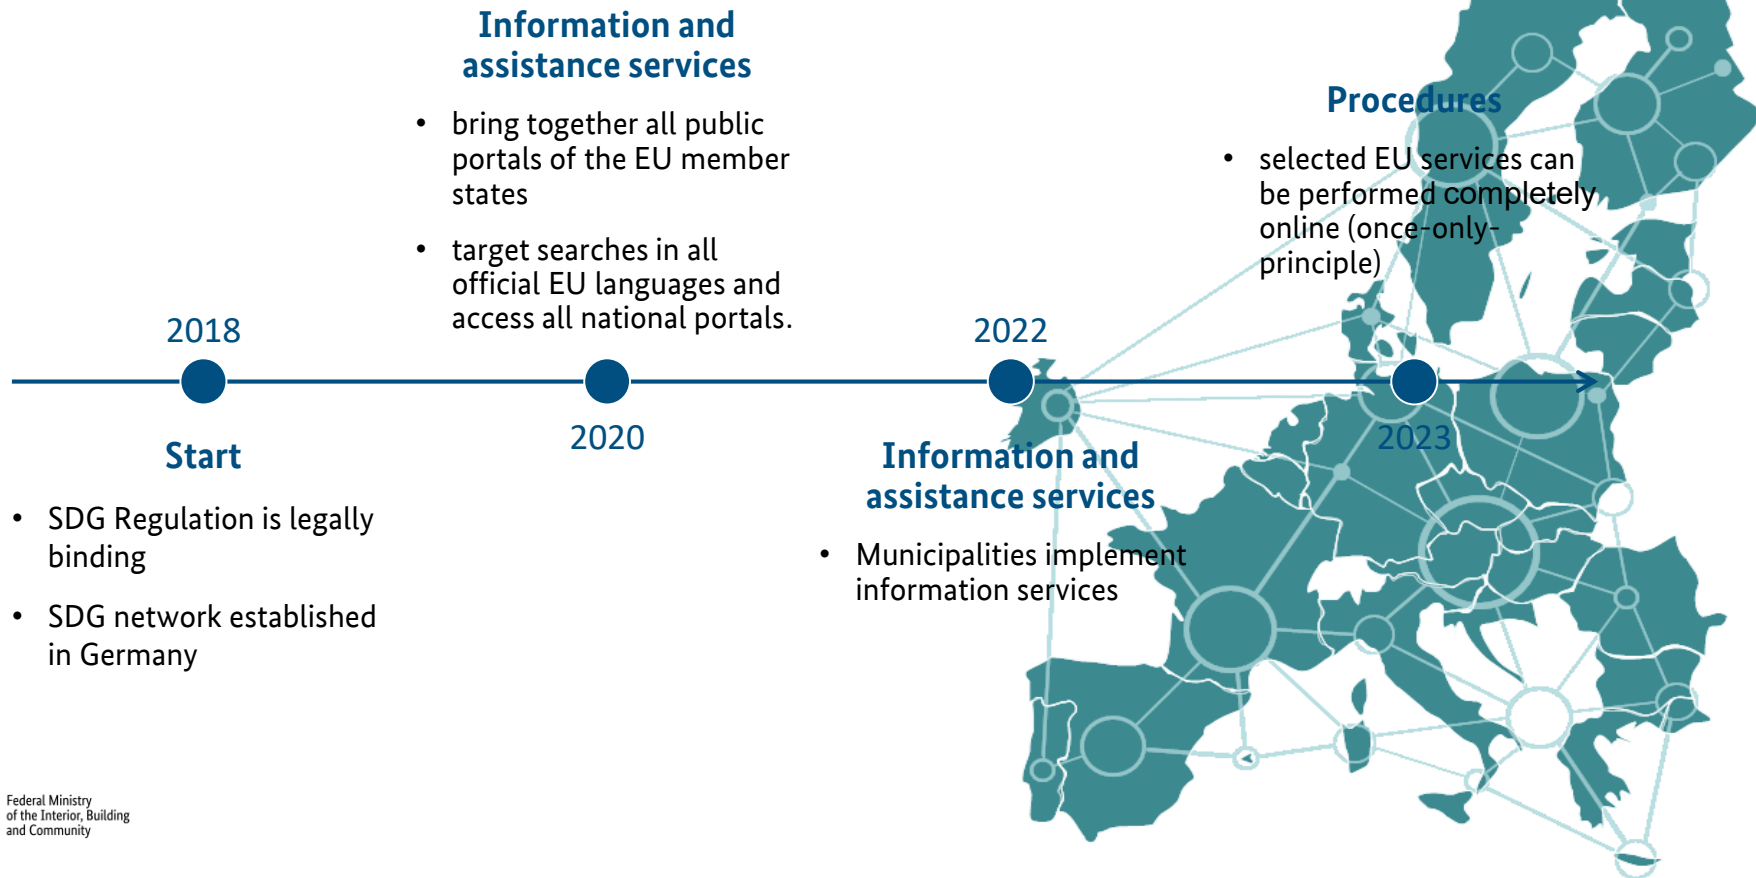 Information and
assistance services
• bring together all public
portals of the EU member
states
• target searches in all
official EU languages and
access all national portals.
Procedures
• selected EU services can
be performed completely
online (once-only-
principle)
2018
2022
2020
2023
Start
• SDG Regulation is legally
binding
• SDG network established
in Germany
Information and
assistance services
• Municipalities implement
information services
Federal Ministry
of the Interior, Building
and Community